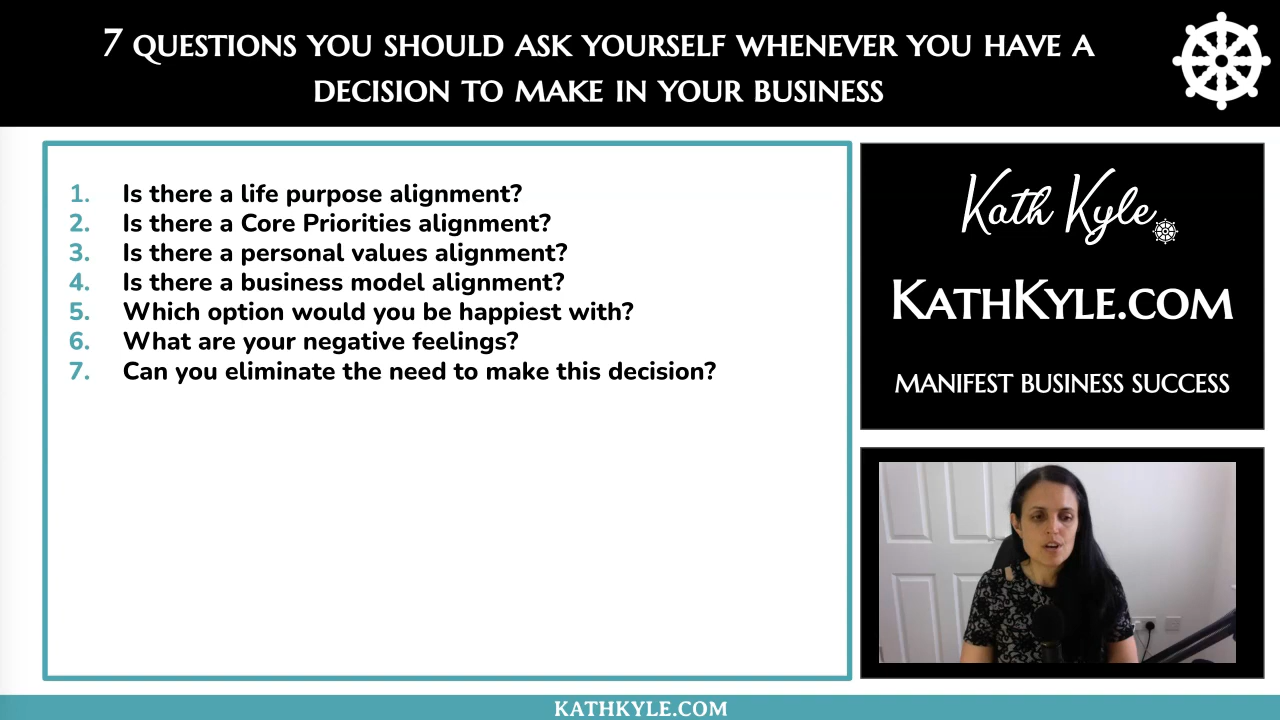 7 QUESTIONS YOU SHOULD ASK YOURSELF WHENEVER YOU HAVE A
DECISION TO MAKE IN YOUR BUSINESS
1. Is there a life purpose alignment?
2. Is there a Core Priorities alignment?
3. Is there a personal values alignment?
4. Is there a business model alignment?
5. Which option would you be happiest with?
6. What are your negative feelings?
7. Can you eliminate the need to make this decision?
Kath Kyle
KATHKYLE.COM
MANIFEST BUSINESS SUCCESS
KATHKYLE.COM